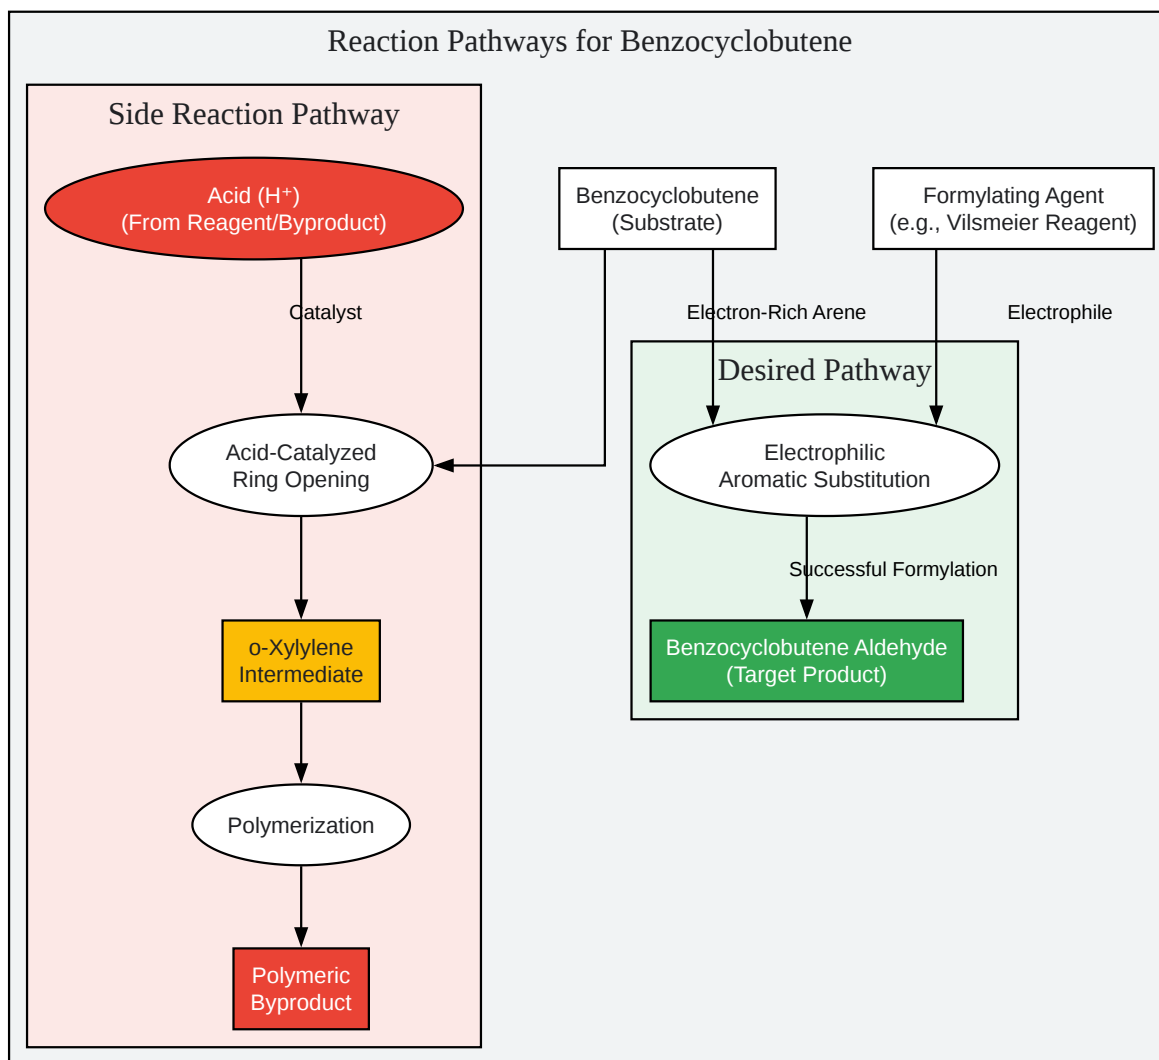 Reaction Pathways for Benzocyclobutene
Side Reaction Pathway
Acid (H⁺)
(From Reagent/Byproduct)
Benzocyclobutene
(Substrate)
Formylating Agent
(e.g., Vilsmeier Reagent)
Catalyst
Electron-Rich Arene
Electrophile
Desired Pathway
Acid-Catalyzed
Ring Opening
Electrophilic
Aromatic Substitution
Successful Formylation
o-Xylylene
Intermediate
Benzocyclobutene Aldehyde
(Target Product)
Polymerization
Polymeric
Byproduct